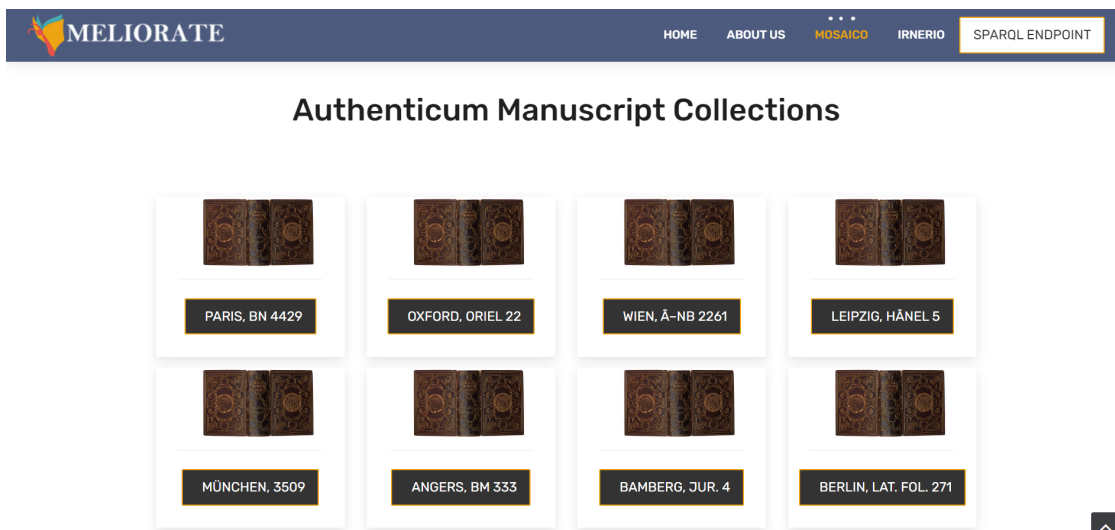 MELIORATE
HOME ABOUT US MOSAICO IRNERIO SPARQL ENDPOINT
Authenticum Manuscript Collections
PARIS, BN 4429 OXFORD, ORIEL 22 WIEN, Ã–NB 2261 LEIPZIG, HÄNEL 5
MÜNCHEN, 3509 ANGERS, BM 333 BAMBERG, JUR. 4 BERLIN, LAT. FOL. 271